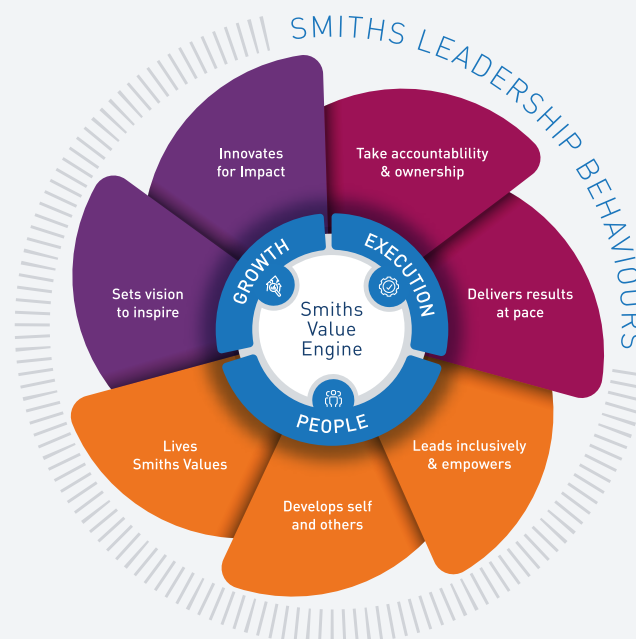 SMITHS LEADERSHIP BEHAVIOURS
Innovates
for Impact
Take accountablility
& ownership
Sets vision
to inspire
Delivers results
at pace
GROWTH
EXECUTION
PEOPLE
Smiths
Value
Engine
Lives
Smiths Values
Leads inclusively
& empowers
Develops self
and others